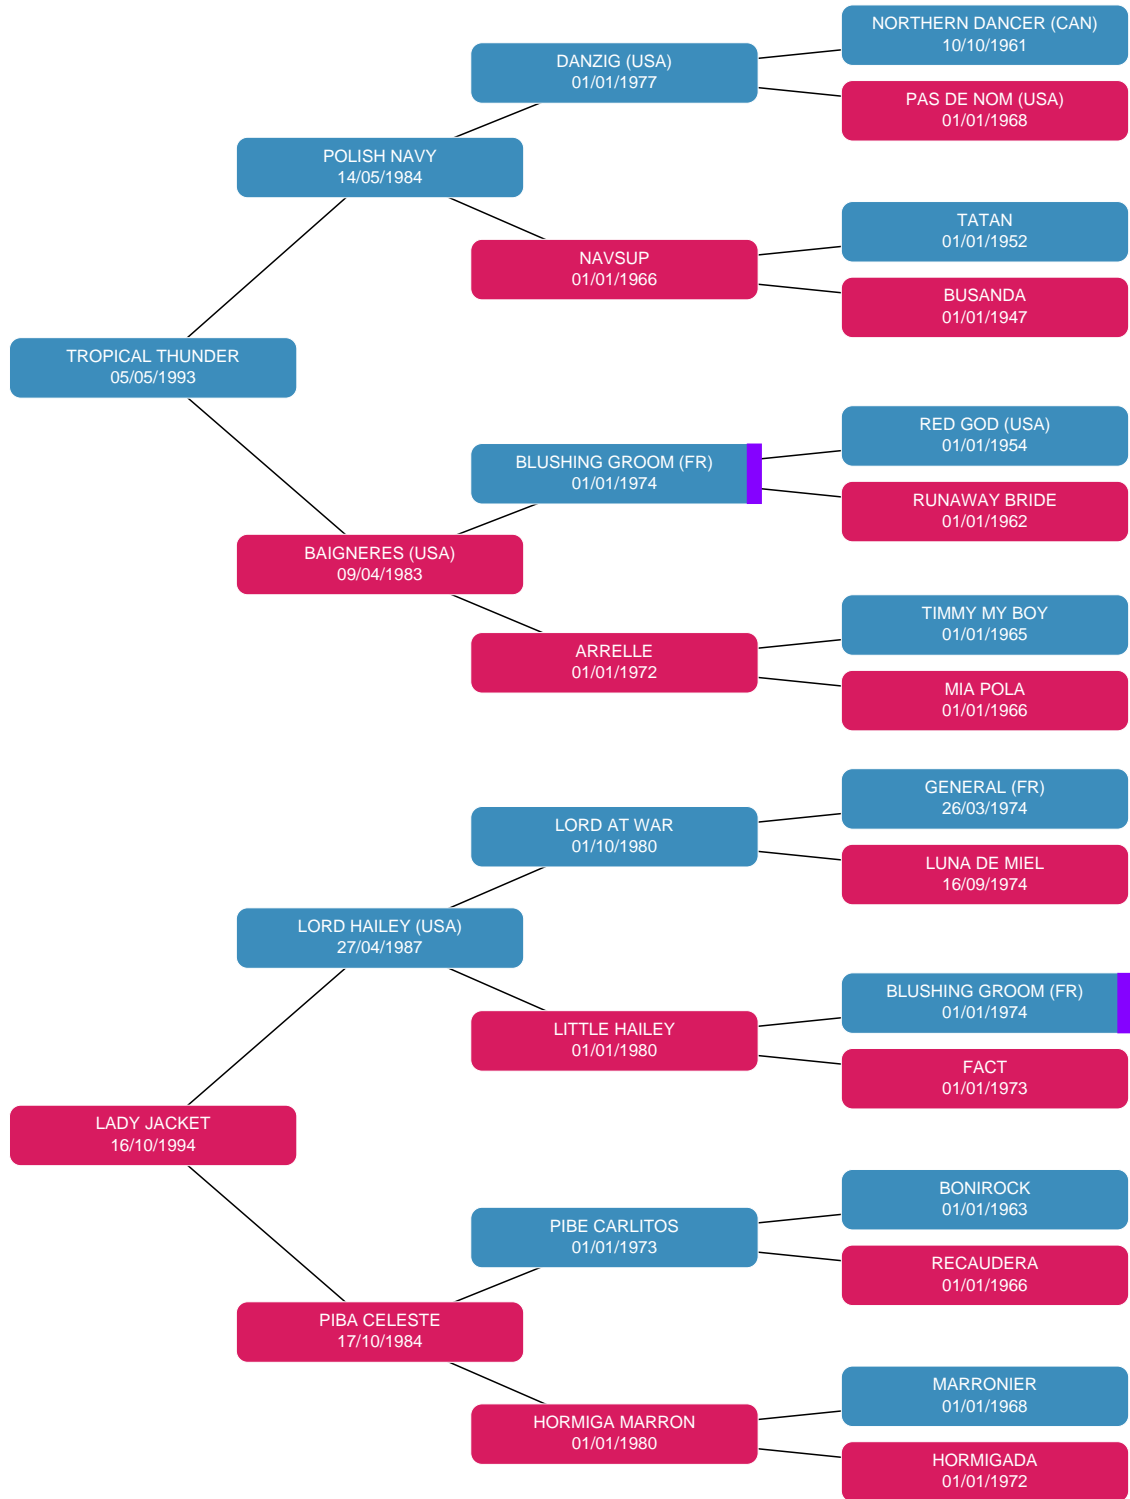 NORTHERN DANCER (CAN)
10/10/1961
DANZIG (USA)
01/01/1977
PAS DE NOM (USA)
01/01/1968
POLISH NAVY
14/05/1984
TATAN
01/01/1952
NAVSUP
01/01/1966
BUSANDA
01/01/1947
TROPICAL THUNDER
05/05/1993
RED GOD (USA)
01/01/1954
BLUSHING GROOM (FR)
01/01/1974
RUNAWAY BRIDE
01/01/1962
BAIGNERES (USA)
09/04/1983
TIMMY MY BOY
01/01/1965
ARRELLE
01/01/1972
MIA POLA
01/01/1966
GENERAL (FR)
26/03/1974
LORD AT WAR
01/10/1980
LUNA DE MIEL
16/09/1974
LORD HAILEY (USA)
27/04/1987
BLUSHING GROOM (FR)
01/01/1974
LITTLE HAILEY
01/01/1980
FACT
01/01/1973
LADY JACKET
16/10/1994
BONIROCK
01/01/1963
PIBE CARLITOS
01/01/1973
RECAUDERA
01/01/1966
PIBA CELESTE
17/10/1984
MARRONIER
01/01/1968
HORMIGA MARRON
01/01/1980
HORMIGADA
01/01/1972